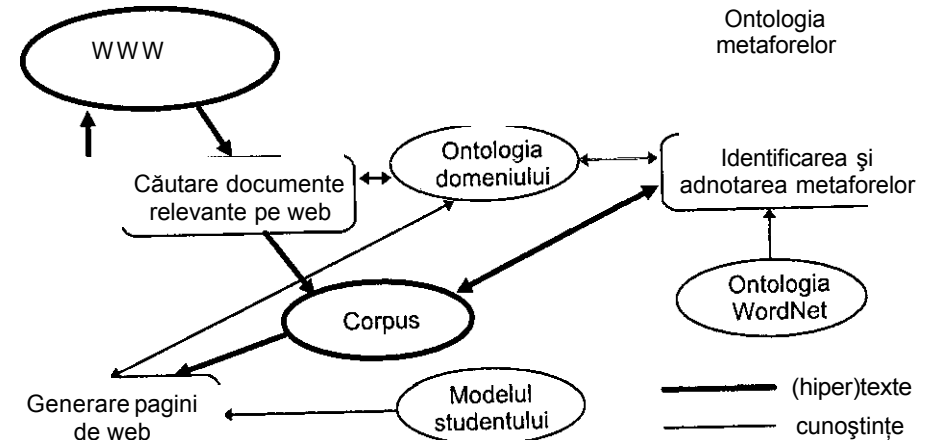 Ontologia
metaforelor
WWW
Ontologia
domeniului
Identificarea şi
adnotarea metaforelor
Căutare documente
relevante pe web
Ontologia
WordNet
Corpus
Modelul
studentului
Generare pagini
de web
(hiper)texte
cunoştinţe